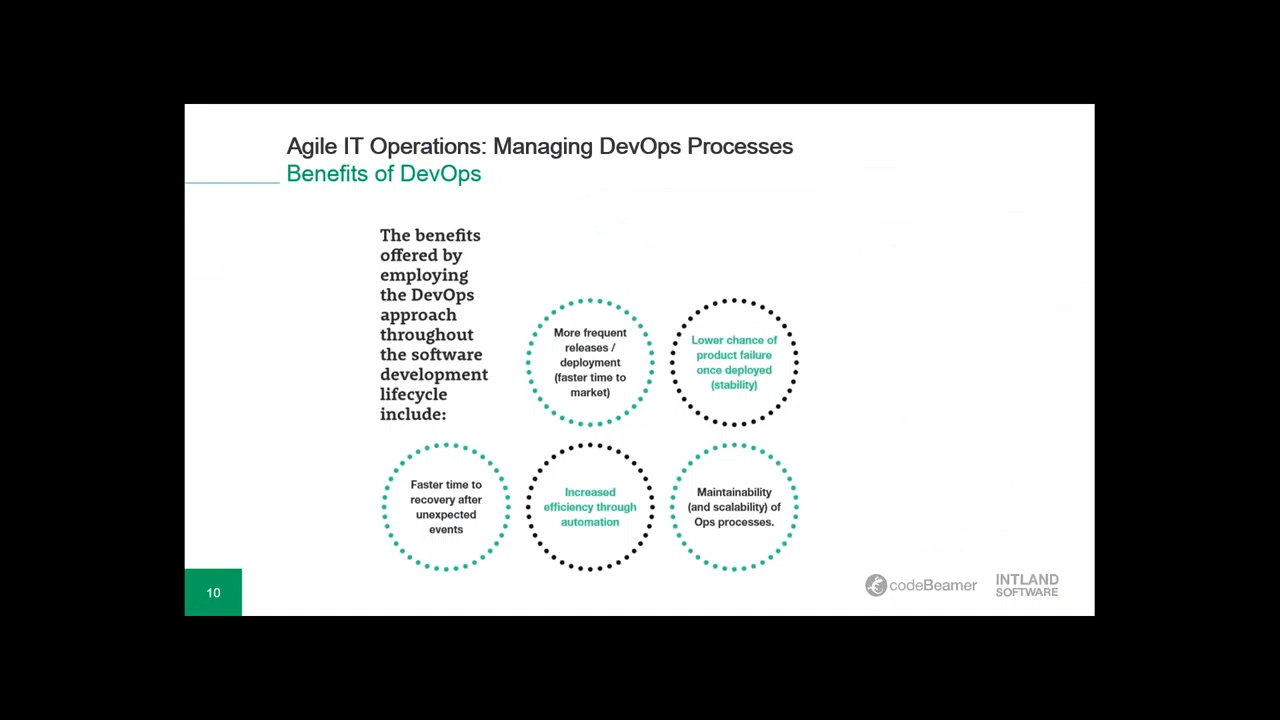 Agile IT Operations: Managing DevOps Processes
Benefits of DevOps
The benefits
offered by
employing
the DevOps
approach
throughout
the software
development
lifecycle
include:
More frequent
releases /
deployment
(faster time to
market)
Lower chance of
product failure
once deployed
(stability)
Faster time to
recovery after
unexpected
events
Increased
efficiency through
automation
Maintainability
(and scalability) of
Ops processes.
10
codeBeamer
INTLAND
SOFTWARE